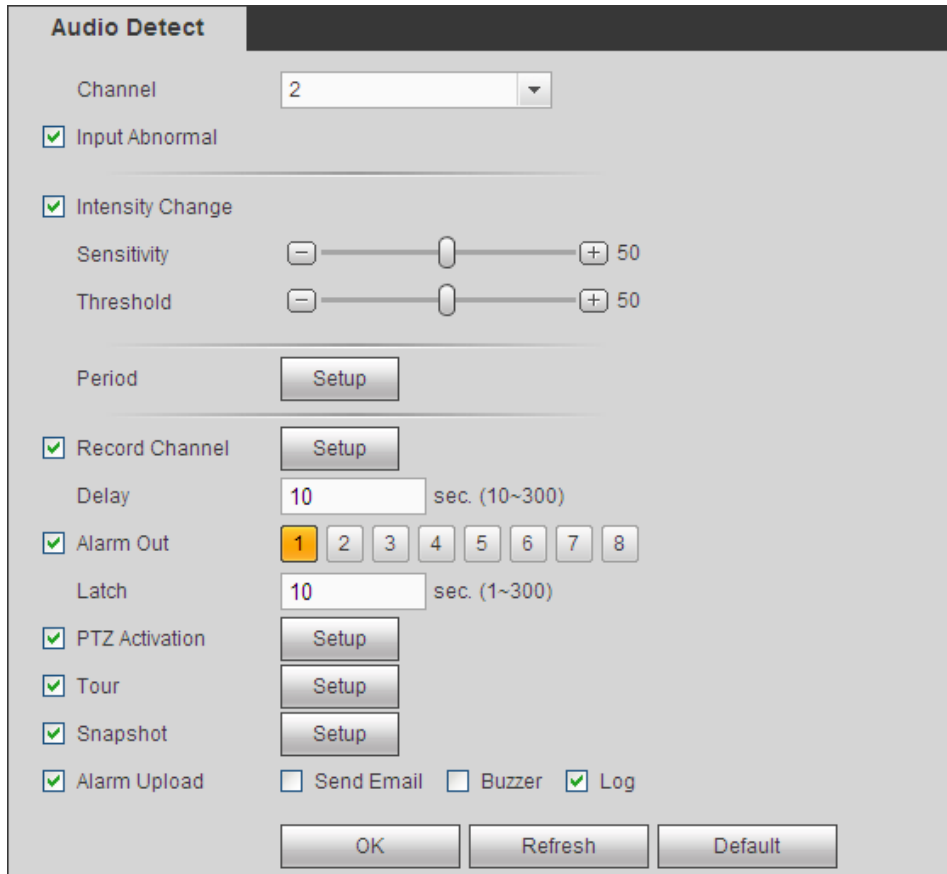 Audio Detect
Channel 2
Input Abnormal
Intensity Change
Sensitivity 50
Threshold 50
Period Setup
Record Channel Setup
Delay 10 sec. (10~300)
Alarm Out 1 2 3 4 5 6 7 8
Latch 10 sec. (1~300)
PTZ Activation Setup
Tour Setup
Snapshot Setup
Alarm Upload Send Email Buzzer Log
OK Refresh Default